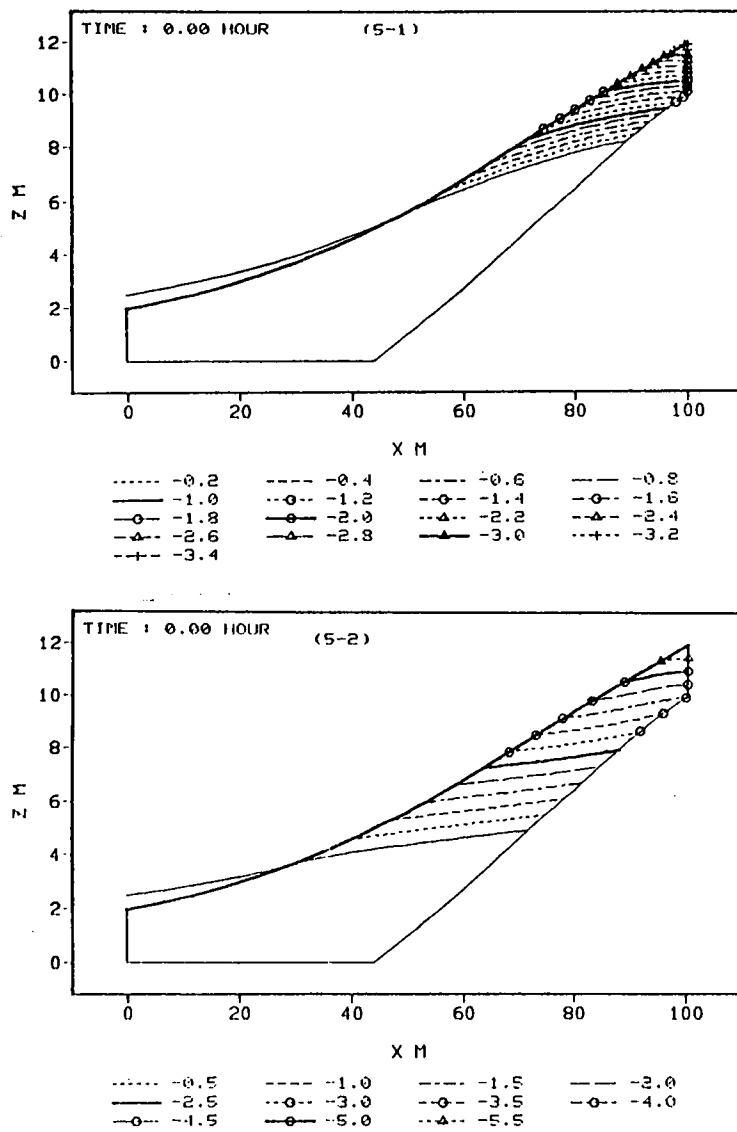 TIME : 0.00 HOUR (5-1)
12
10
8
6
4
2
0
Z M
0 20 40 60 80 100
X M
-0.2 -0.4 -0.6 -0.8
-1.0 -1.2 -1.4 -1.6
-1.8 -2.0 -2.2 -2.4
-2.6 -2.8 -3.0 -3.2
-3.4
TIME : 0.00 HOUR (5-2)
12
10
8
6
4
2
0
Z M
0 20 40 60 80 100
X M
-0.5 -1.0 -1.5 -2.0
-2.5 -3.0 -3.5 -4.0
-4.5 -5.0 -5.5